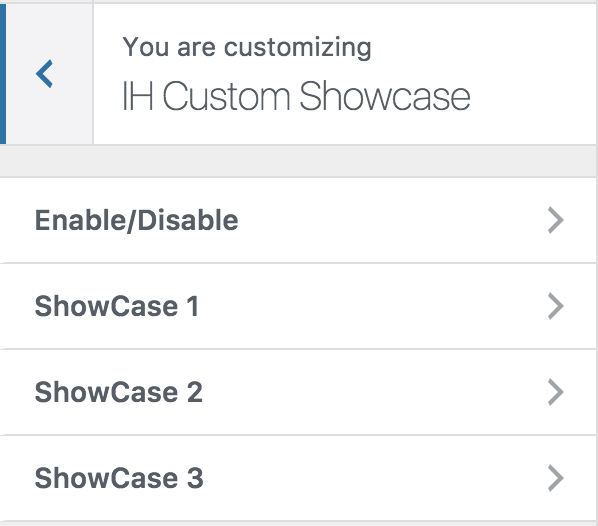 You are customizing
IH Custom Showcase
Enable/Disable
ShowCase 1
ShowCase 2
ShowCase 3